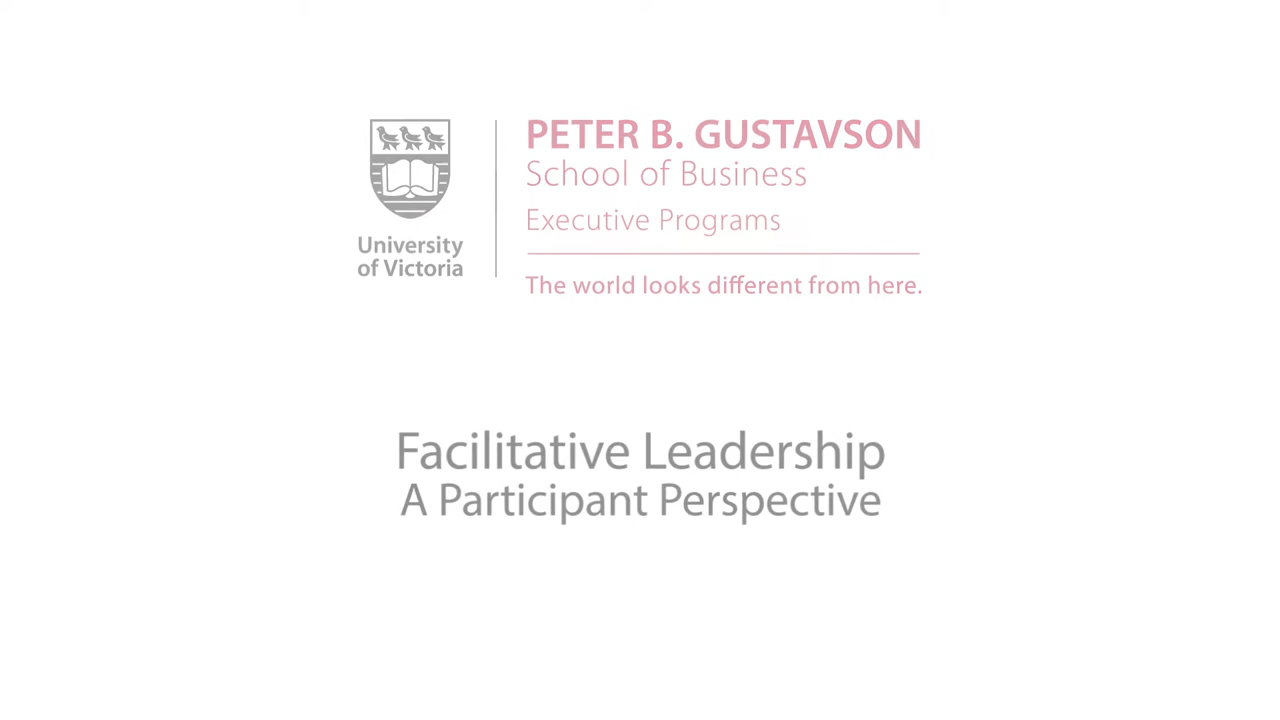 University
of Victoria
PETER B. GUSTAVSON
School of Business
Executive Programs
The world looks different from here.
Facilitative Leadership
A Participant Perspective